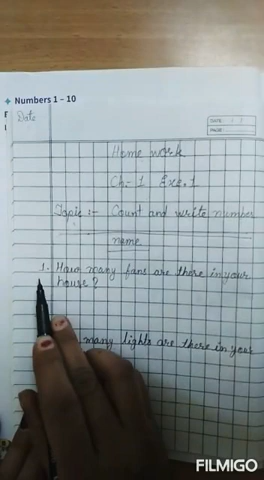 Numbers 1 - 10
Date
DATE
PAGE
Home work
Ch-1 Exe.1
Topic :- Count and write number
name
1. How many fans are there in your
house?
many lights are there in your
FILMIGO